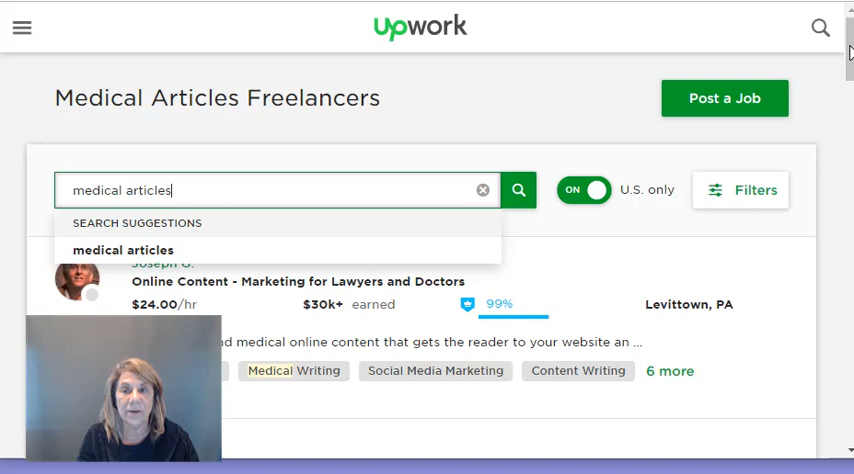 upwork
Medical Articles Freelancers
Post a Job
medical articles
ON
U.S. only
Filters
SEARCH SUGGESTIONS
medical articles
Joseph G.
Online Content - Marketing for Lawyers and Doctors
$24.00/hr $30k+ earned 99% Levittown, PA
medical online content that gets the reader to your website an ...
Medical Writing Social Media Marketing Content Writing 6 more